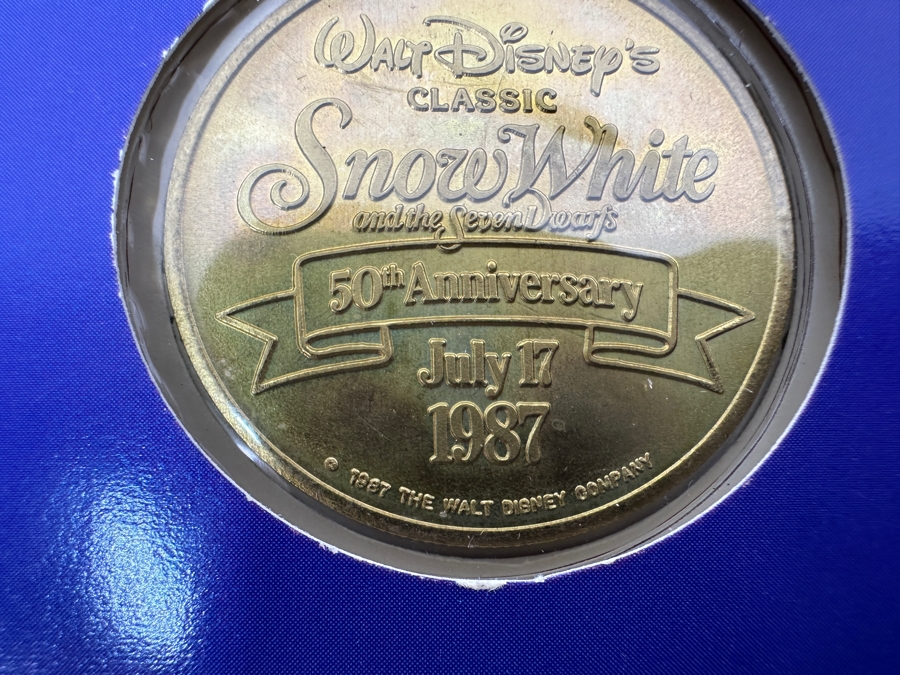 Walt Disney's
CLASSIC
Snow White
and the Seven Dwarfs
50th Anniversary
July 17
1987
© 1987 THE WALT DISNEY COMPANY